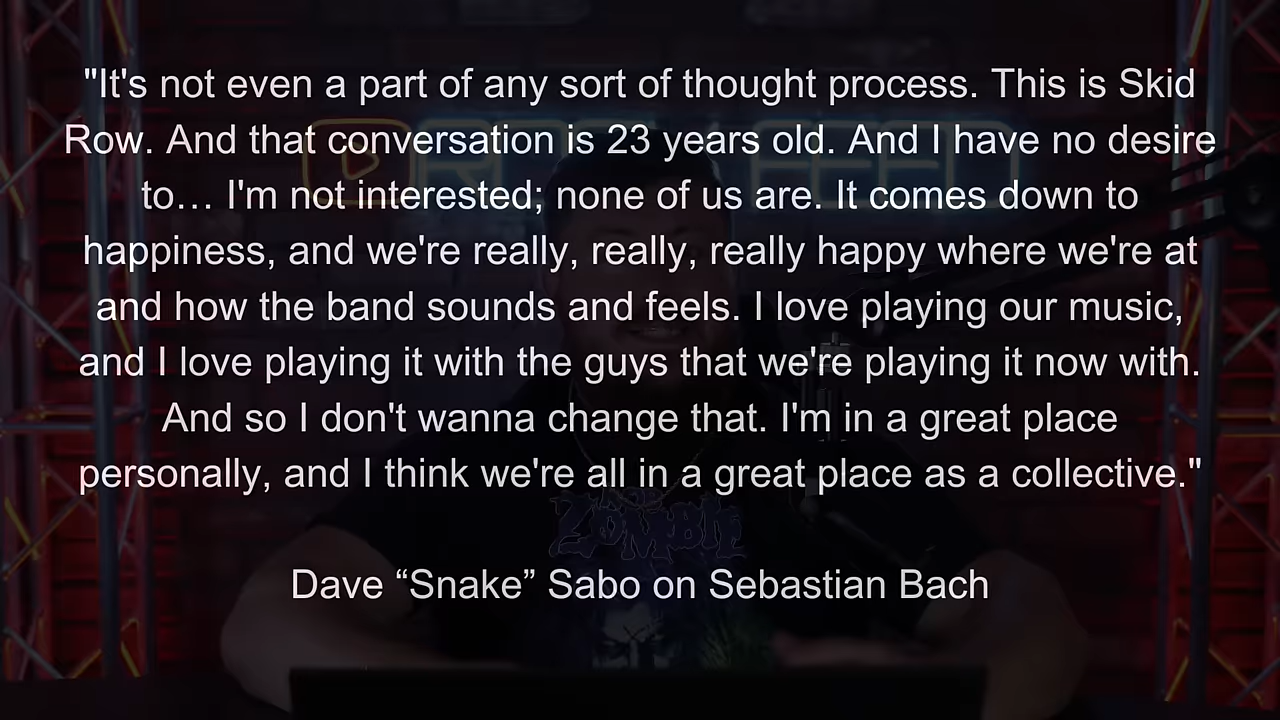 "It's not even a part of any sort of thought process. This is Skid
Row. And that conversation is 23 years old. And I have no desire
to… I'm not interested; none of us are. It comes down to
happiness, and we're really, really, really happy where we're at
and how the band sounds and feels. I love playing our music,
and I love playing it with the guys that we're playing it now with.
And so I don't wanna change that. I'm in a great place
personally, and I think we're all in a great place as a collective."
ZOMBIE
Dave “Snake” Sabo on Sebastian Bach